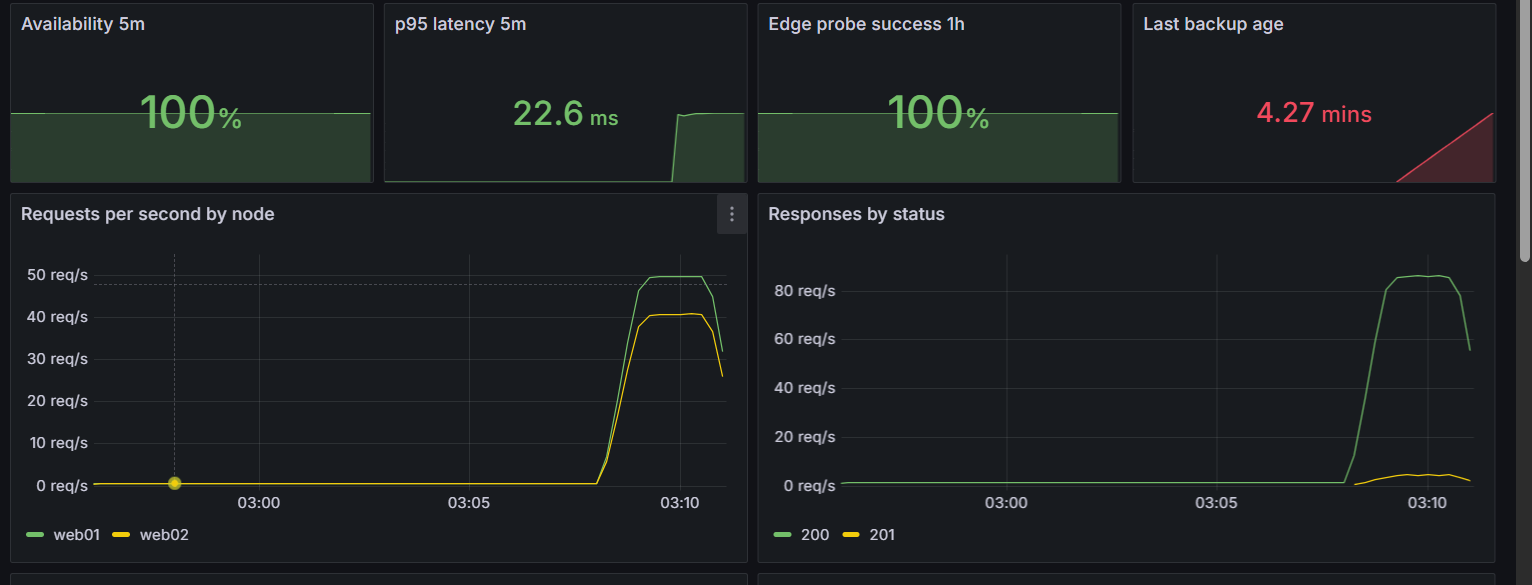 Availability 5m
100%
p95 latency 5m
22.6 ms
Edge probe success 1h
100%
Last backup age
4.27 mins
Requests per second by node
50 req/s
40 req/s
30 req/s
20 req/s
10 req/s
0 req/s
03:00 03:05 03:10
web01 web02
Responses by status
80 req/s
60 req/s
40 req/s
20 req/s
0 req/s
03:00 03:05 03:10
200 201